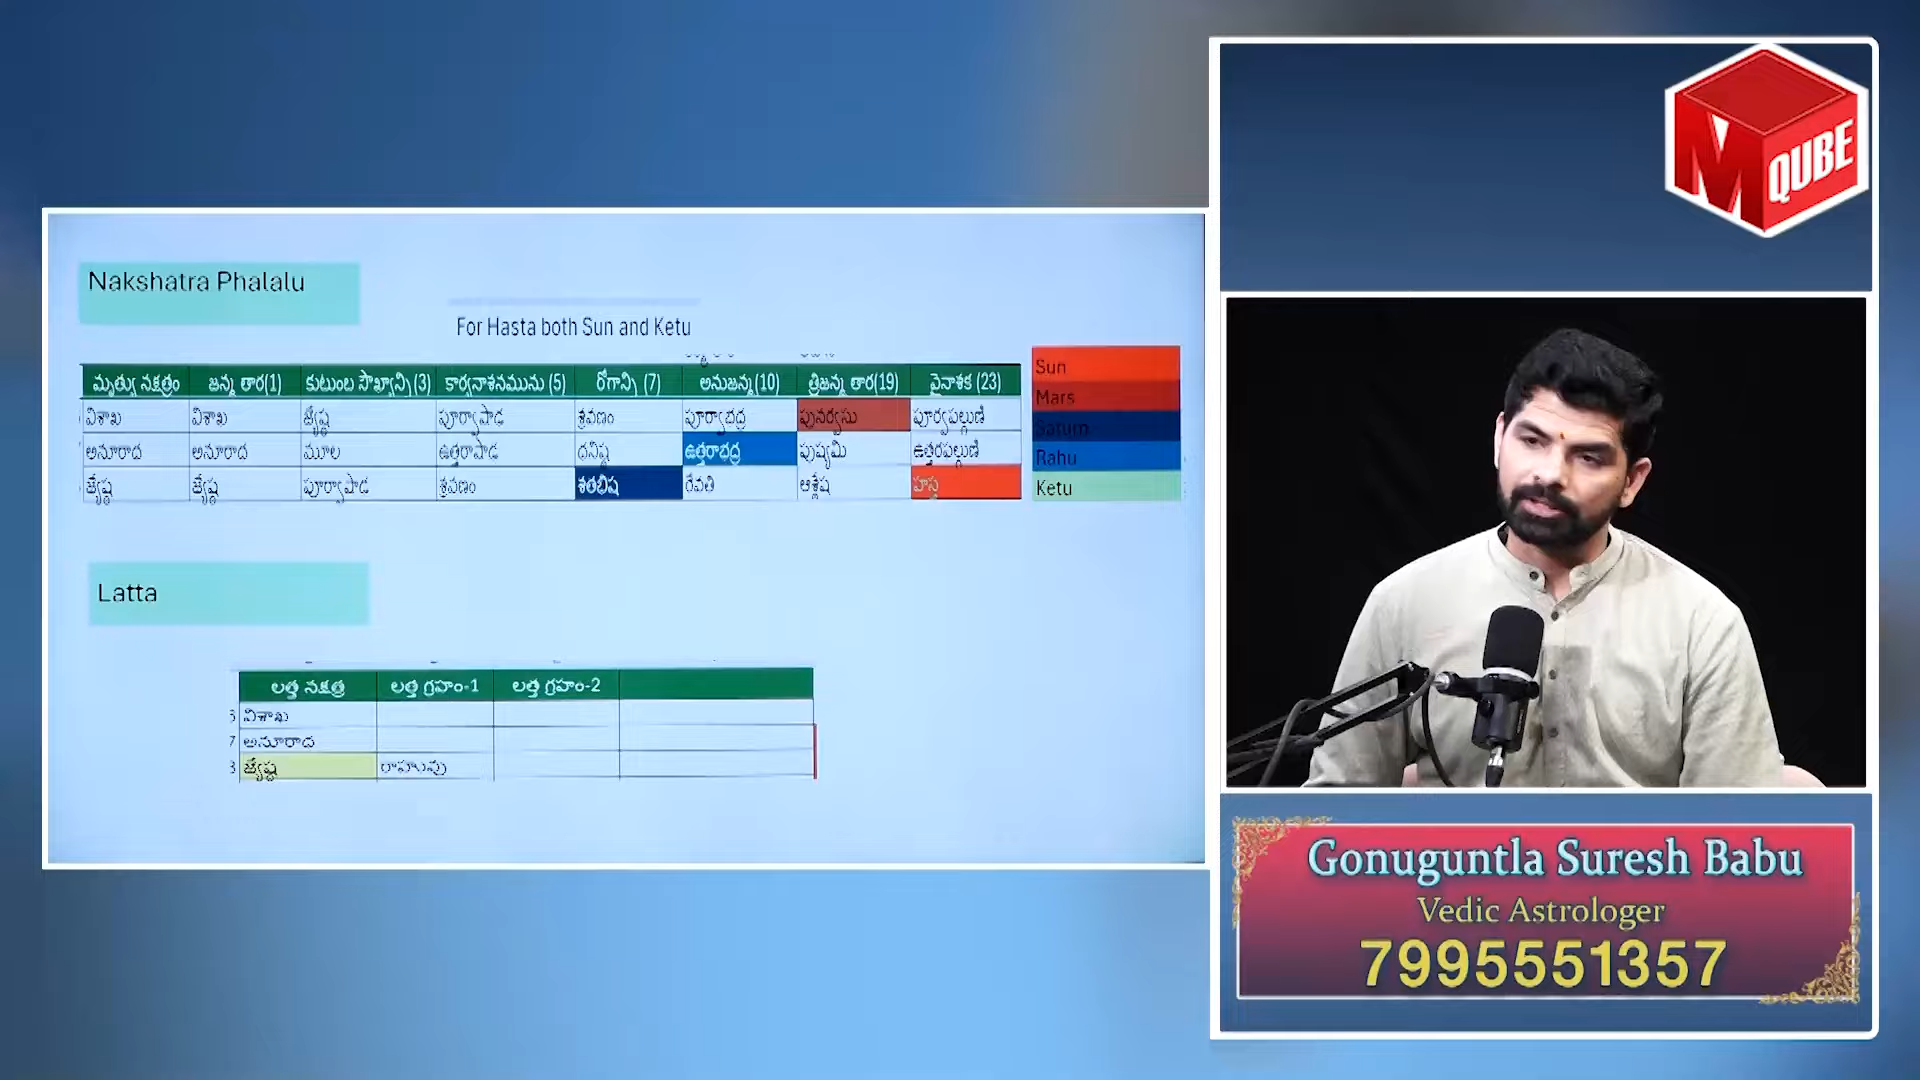 M QUBE
Nakshatra Phalalu
For Hasta both Sun and Ketu
మృత్యు నక్షత్రం జన్మ తార(1) కుటుంబ సౌఖ్యాన్ని (3) కార్యనాశనమును (5) రోగాన్ని (7) అనుజన్మ(10) త్రిజన్మ తార(19) వైనాశిక (23)
విశాఖ విశాఖ జ్యేష్ఠ పూర్వాషాఢ శ్రవణం పూర్వాభద్ర పునర్వసు పూర్వఫల్గుణి
అనూరాద అనూరాద మూల ఉత్తరాషాఢ ధనిష్ఠ ఉత్తరాభద్ర పుష్యమి ఉత్తరఫల్గుణి
జ్యేష్ఠ జ్యేష్ఠ పూర్వాషాఢ శ్రవణం శతభిష రేవతి ఆశ్లేష హస్త
Sun
Mars
Saturn
Rahu
Ketu
Latta
లత్త నక్షత్ర లత్త గ్రహం-1 లత్త గ్రహం-2
విశాఖ
7 అనూరాద
జ్యేష్ఠ రాహువు
Gonuguntla Suresh Babu
Vedic Astrologer
7995551357